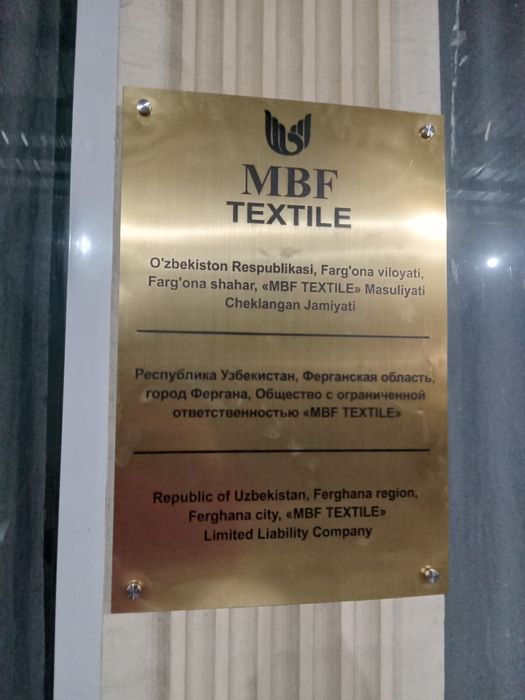 MBF
TEXTILE
O'zbekiston Respublikasi, Farg'ona viloyati,
Farg'ona shahar, «MBF TEXTILE» Masuliyati
Cheklangan Jamiyati
Республика Узбекистан, Ферганская область,
город Фергана, Общество с ограниченной
ответственностью «MBF TEXTILE»
Republic of Uzbekistan, Ferghana region,
Ferghana city, «MBF TEXTILE»
Limited Liability Company